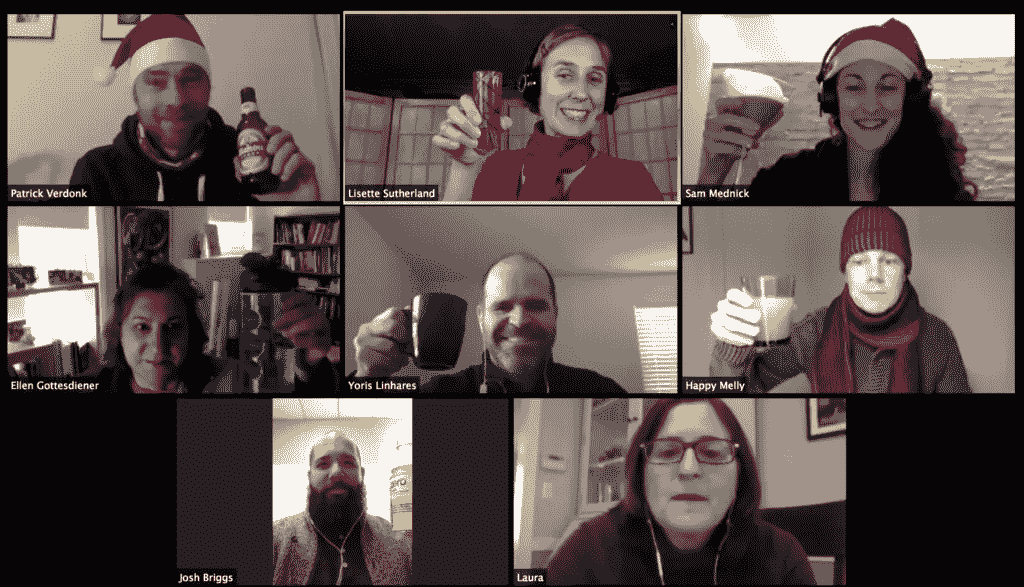 Patrick Verdonk
Lisette Sutherland
Sam Mednick
Ellen Gottesdiener
Yoris Linhares
Happy Melly
Josh Briggs
Laura